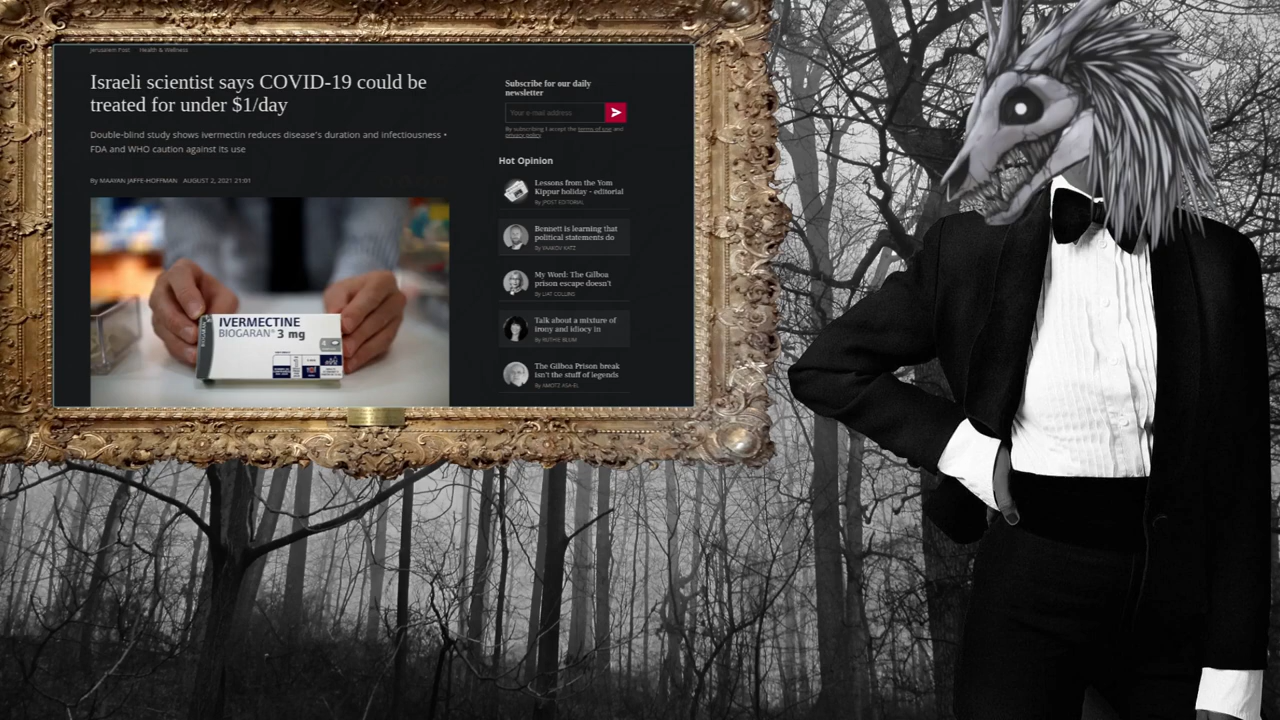 Jerusalem Post Health & Wellness
Israeli scientist says COVID-19 could be
treated for under $1/day
Double-blind study shows ivermectin reduces disease's duration and infectiousness •
FDA and WHO caution against its use
By MAAYAN JAFFE-HOFFMAN AUGUST 2, 2021 21:01
IVERMECTINE
BIOGARAN® 3 mg
BIOGARAN
Subscribe for our daily
newsletter
Your e-mail address
By subscribing I accept the terms of use and
privacy policy
Hot Opinion
Lessons from the Yom
Kippur holiday - editorial
By JPOST EDITORIAL
Bennett is learning that
political statements do
By YAAKOV KATZ
My Word: The Gilboa
prison escape doesn't
By LIAT COLLINS
Talk about a mixture of
irony and idiocy in
By RUTHIE BLUM
The Gilboa Prison break
isn't the stuff of legends
By AMOTZ ASA-EL